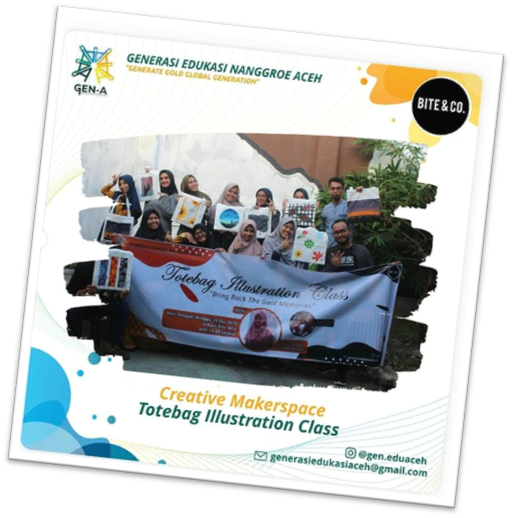 GENERASI EDUKASI NANGGROE ACEH
"GENERATE GOLD GLOBAL GENERATION"
GEN-A
BITE & CO.
Totebag Illustration Class
"Bring Back The Gold Memories"
Creative Makerspace
Totebag Illustration Class
@gen.eduaceh
generasiedukasiaceh@gmail.com